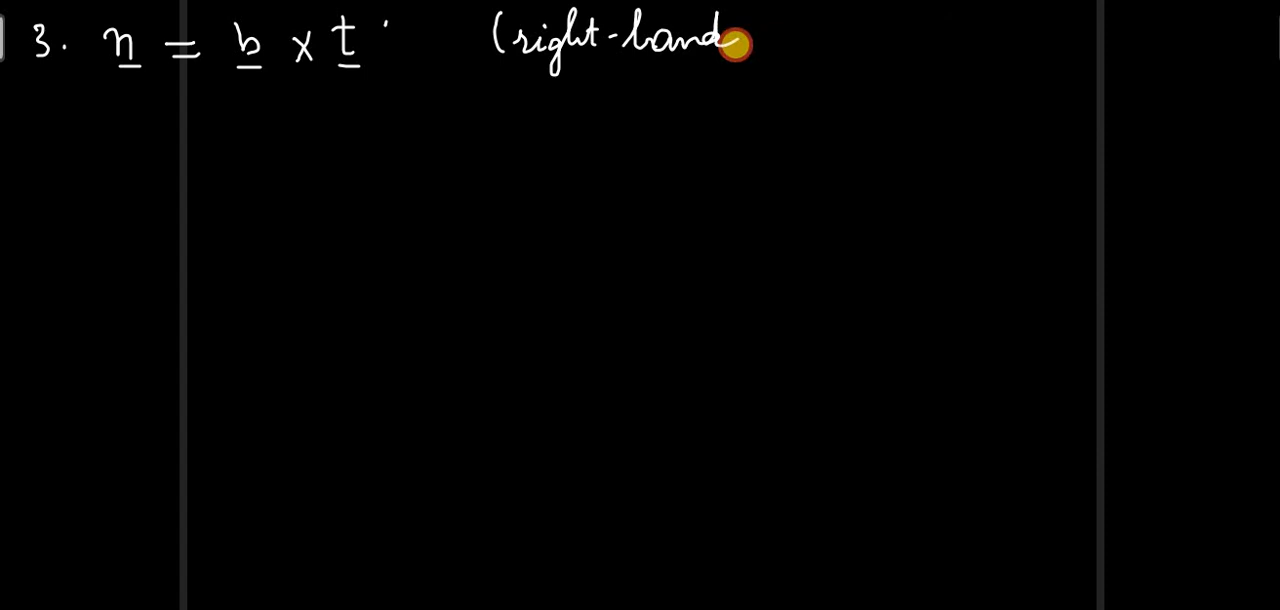 3. n = b × t (right-hand